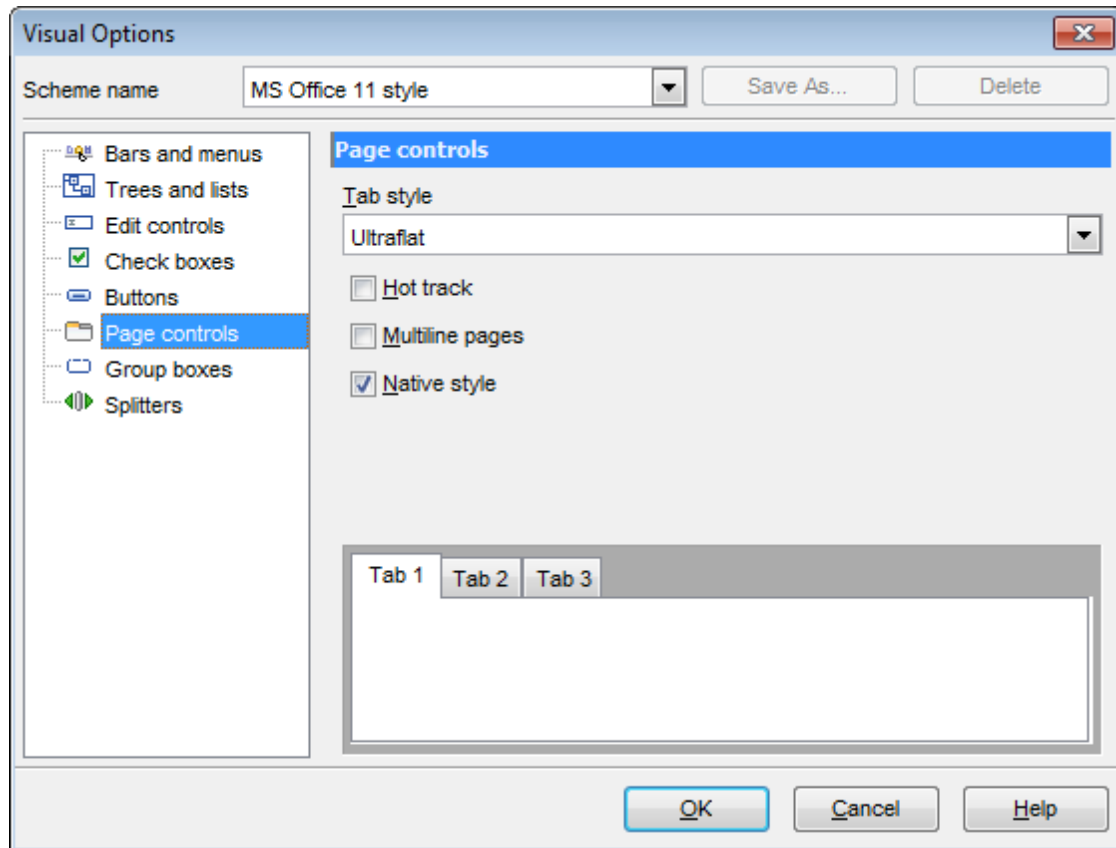 Visual Options
Scheme name MS Office 11 style Save As... Delete
Bars and menus
Trees and lists
Edit controls
Check boxes
Buttons
Page controls
Group boxes
Splitters
Page controls
Tab style
Ultraflat
Hot track
Multiline pages
Native style
Tab 1 Tab 2 Tab 3
OK Cancel Help